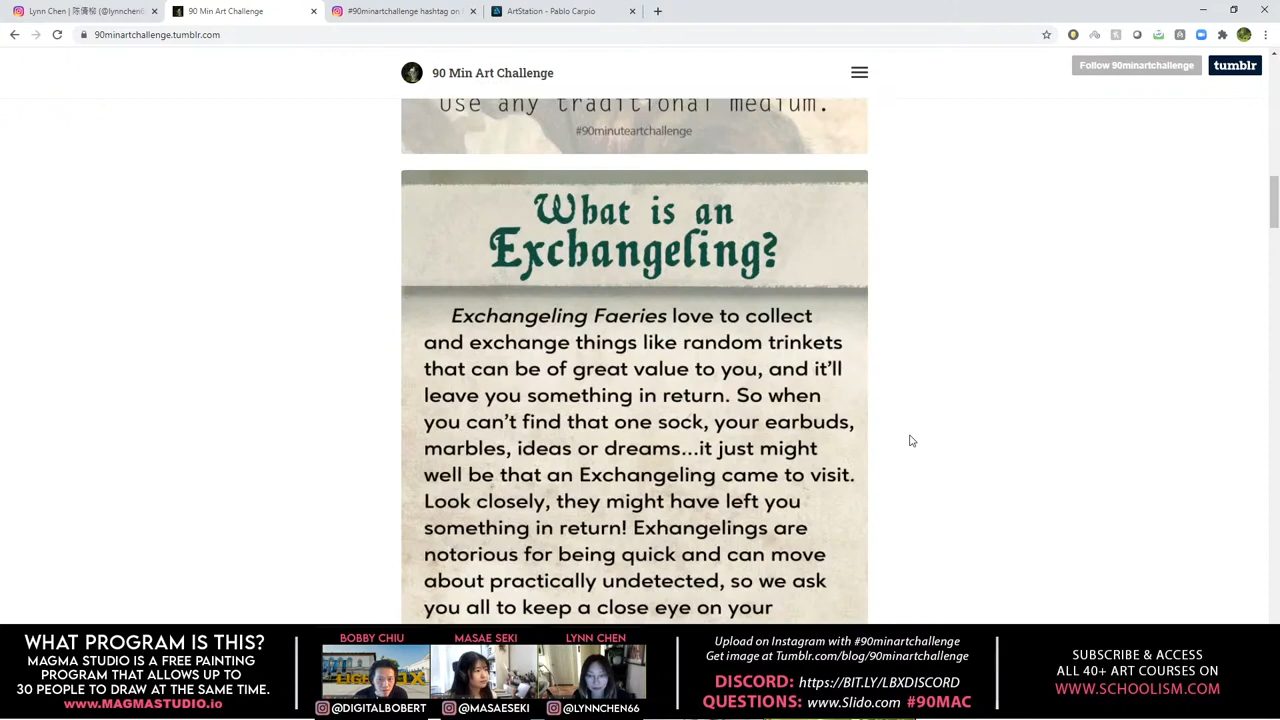 Lynn Chen | 陈倩榆 (@lynnchen6
90 Min Art Challenge
#90minartchallenge hashtag on
ArtStation - Pablo Carpio
90minartchallenge.tumblr.com
90 Min Art Challenge
Follow 90minartchallenge
tumblr
Use any traditional medium.
#90minuteartchallenge
What is an
Exchangeling?
Exchangeling Faeries love to collect
and exchange things like random trinkets
that can be of great value to you, and it'll
leave you something in return. So when
you can't find that one sock, your earbuds,
marbles, ideas or dreams...it just might
well be that an Exchangeling came to visit.
Look closely, they might have left you
something in return! Exhangelings are
notorious for being quick and can move
about practically undetected, so we ask
you all to keep a close eye on your
WHAT PROGRAM IS THIS?
MAGMA STUDIO IS A FREE PAINTING
PROGRAM THAT ALLOWS UP TO
30 PEOPLE TO DRAW AT THE SAME TIME.
www.MAGMASTUDIO.io
BOBBY CHIU
MASAE SEKI
LYNN CHEN
@DIGITALBOBERT
@MASAESEKI
@LYNNCHEN66
Upload on Instagram with #90minartchallenge
Get image at Tumblr.com/blog/90minartchallenge
DISCORD: https://BIT.LY/LBXDISCORD
QUESTIONS: www.Slido.com #90MAC
SUBSCRIBE & ACCESS
ALL 40+ ART COURSES ON
WWW.SCHOOLISM.COM